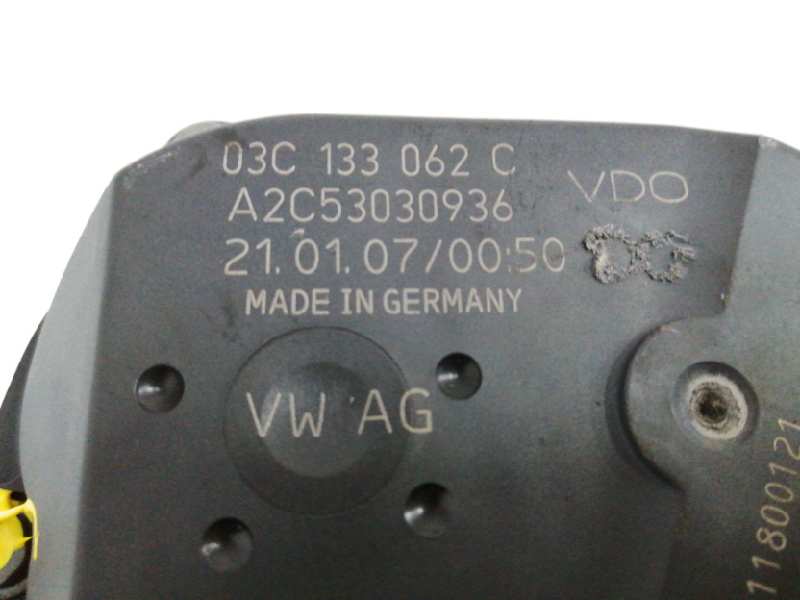 03C 133 062 C
VDO
A2C53030936
21.01.07/00:50
MADE IN GERMANY
VW AG
11800121